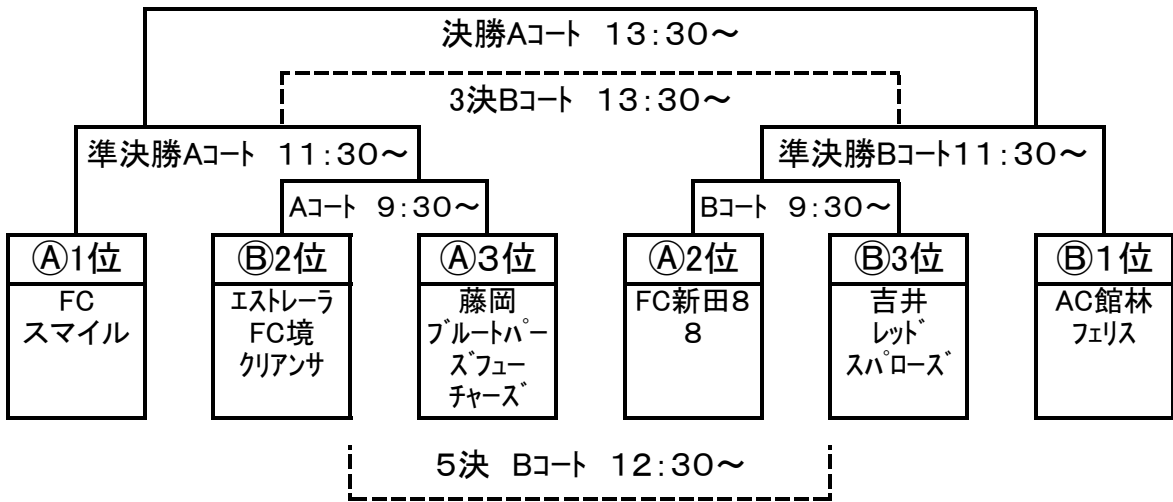 決勝Aｺｰﾄ 13:30～
3決Bｺｰﾄ 13:30～
準決勝Aｺｰﾄ 11:30～
準決勝Bｺｰﾄ11:30～
Aｺｰﾄ 9:30～
Bｺｰﾄ 9:30～
Ⓐ1位
Ⓑ2位
Ⓐ3位
Ⓐ2位
Ⓑ3位
Ⓑ1位
FC
スマイル
ｴｽﾄﾚｰﾗ
FC境
ｸﾘｱﾝｻ
藤岡
ﾌﾞﾙｰﾄﾊﾟｰ
ｽﾞﾌｭｰ
ﾁｬｰｽﾞ
FC新田8
8
吉井
ﾚｯﾄﾞ
ｽﾊﾟﾛｰｽﾞ
AC館林
ﾌｪﾘｽ
5決 Bｺｰﾄ 12:30～